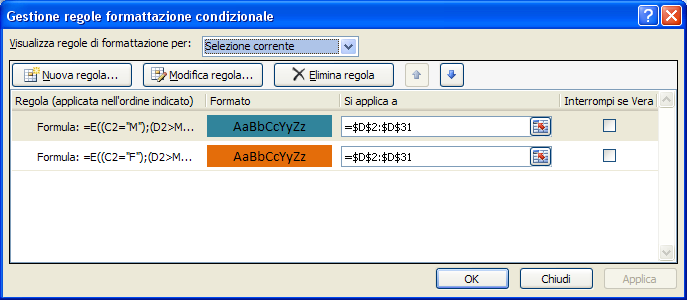 Gestione regole formattazione condizionale
Visualizza regole di formattazione per: Selezione corrente
Nuova regola... Modifica regola... Elimina regola
Regola (applicata nell'ordine indicato) Formato Si applica a Interrompi se Vera
Formula: =E((C2="M");(D2>M... AaBbCcYyZz =$D$2:$D$31
Formula: =E((C2="F");(D2>M... AaBbCcYyZz =$D$2:$D$31
OK Chiudi Applica